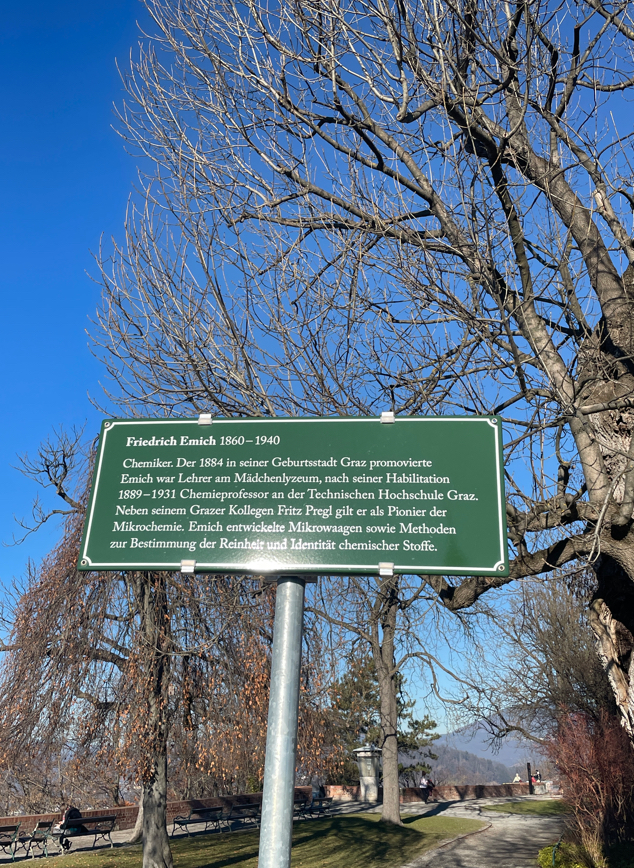 Friedrich Emich 1860–1940
Chemiker. Der 1884 in seiner Geburtsstadt Graz promovierte
Emich war Lehrer am Mädchenlyzeum, nach seiner Habilitation
1889–1931 Chemieprofessor an der Technischen Hochschule Graz.
Neben seinem Grazer Kollegen Fritz Pregl gilt er als Pionier der
Mikrochemie. Emich entwickelte Mikrowaagen sowie Methoden
zur Bestimmung der Reinheit und Identität chemischer Stoffe.